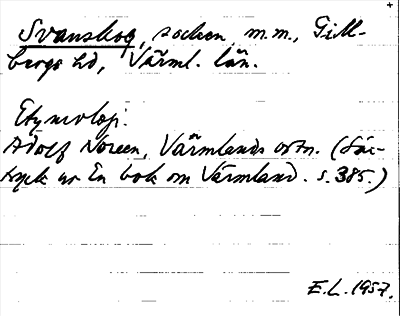 Svanskog, socken m.m., Gill-
bergs hd, Värml. län.
Etymologi:
Adolf Noreen, Värmlands ortn. (Sär-
tryck ur En bok om Värmland. s. 385.)
E.L. 1957.